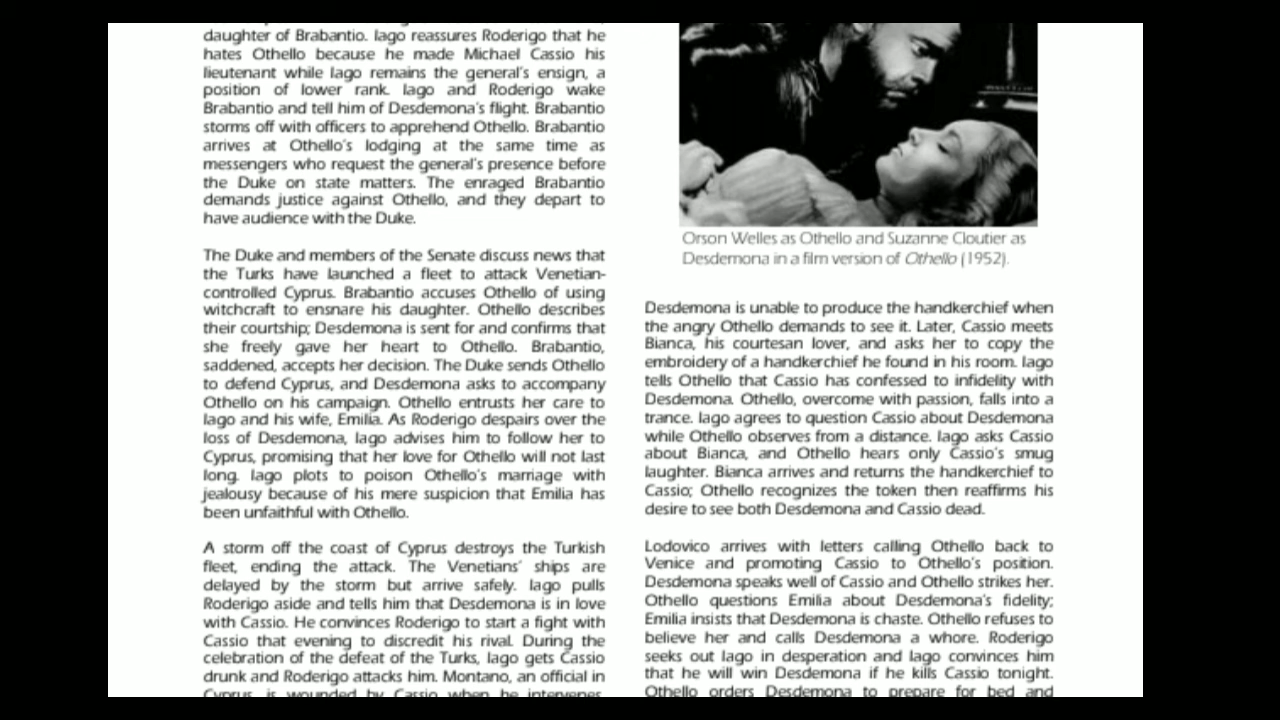 daughter of Brabantio. Iago reassures Roderigo that he
hates Othello because he made Michael Cassio his
lieutenant while Iago remains the general's ensign, a
position of lower rank. Iago and Roderigo wake
Brabantio and tell him of Desdemona's flight. Brabantio
storms off with officers to apprehend Othello. Brabantio
arrives at Othello's lodging at the same time as
messengers who request the general's presence before
the Duke on state matters. The enraged Brabantio
demands justice against Othello, and they depart to
have audience with the Duke.
The Duke and members of the Senate discuss news that
the Turks have launched a fleet to attack Venetian-
controlled Cyprus. Brabantio accuses Othello of using
witchcraft to ensnare his daughter. Othello describes
their courtship; Desdemona is sent for and confirms that
she freely gave her heart to Othello. Brabantio,
saddened, accepts her decision. The Duke sends Othello
to defend Cyprus, and Desdemona asks to accompany
Othello on his campaign. Othello entrusts her care to
Iago and his wife, Emilia. As Roderigo despairs over the
loss of Desdemona, Iago advises him to follow her to
Cyprus, promising that her love for Othello will not last
long. Iago plots to poison Othello's marriage with
jealousy because of his mere suspicion that Emilia has
been unfaithful with Othello.
A storm off the coast of Cyprus destroys the Turkish
fleet, ending the attack. The Venetians' ships are
delayed by the storm but arrive safely. Iago pulls
Roderigo aside and tells him that Desdemona is in love
with Cassio. He convinces Roderigo to start a fight with
Cassio that evening to discredit his rival. During the
celebration of the defeat of the Turks, Iago gets Cassio
drunk and Roderigo attacks him. Montano, an official in
Cyprus, is wounded by Cassio when he intervenes.
Orson Welles as Othello and Suzanne Cloutier as
Desdemona in a film version of Othello (1952).
Desdemona is unable to produce the handkerchief when
the angry Othello demands to see it. Later, Cassio meets
Bianca, his courtesan lover, and asks her to copy the
embroidery of a handkerchief he found in his room. Iago
tells Othello that Cassio has confessed to infidelity with
Desdemona. Othello, overcome with passion, falls into a
trance. Iago agrees to question Cassio about Desdemona
while Othello observes from a distance. Iago asks Cassio
about Bianca, and Othello hears only Cassio's smug
laughter. Bianca arrives and returns the handkerchief to
Cassio; Othello recognizes the token then reaffirms his
desire to see both Desdemona and Cassio dead.
Lodovico arrives with letters calling Othello back to
Venice and promoting Cassio to Othello's position.
Desdemona speaks well of Cassio and Othello strikes her.
Othello questions Emilia about Desdemona's fidelity;
Emilia insists that Desdemona is chaste. Othello refuses to
believe her and calls Desdemona a whore. Roderigo
seeks out Iago in desperation and Iago convinces him
that he will win Desdemona if he kills Cassio tonight.
Othello orders Desdemona to prepare for bed and